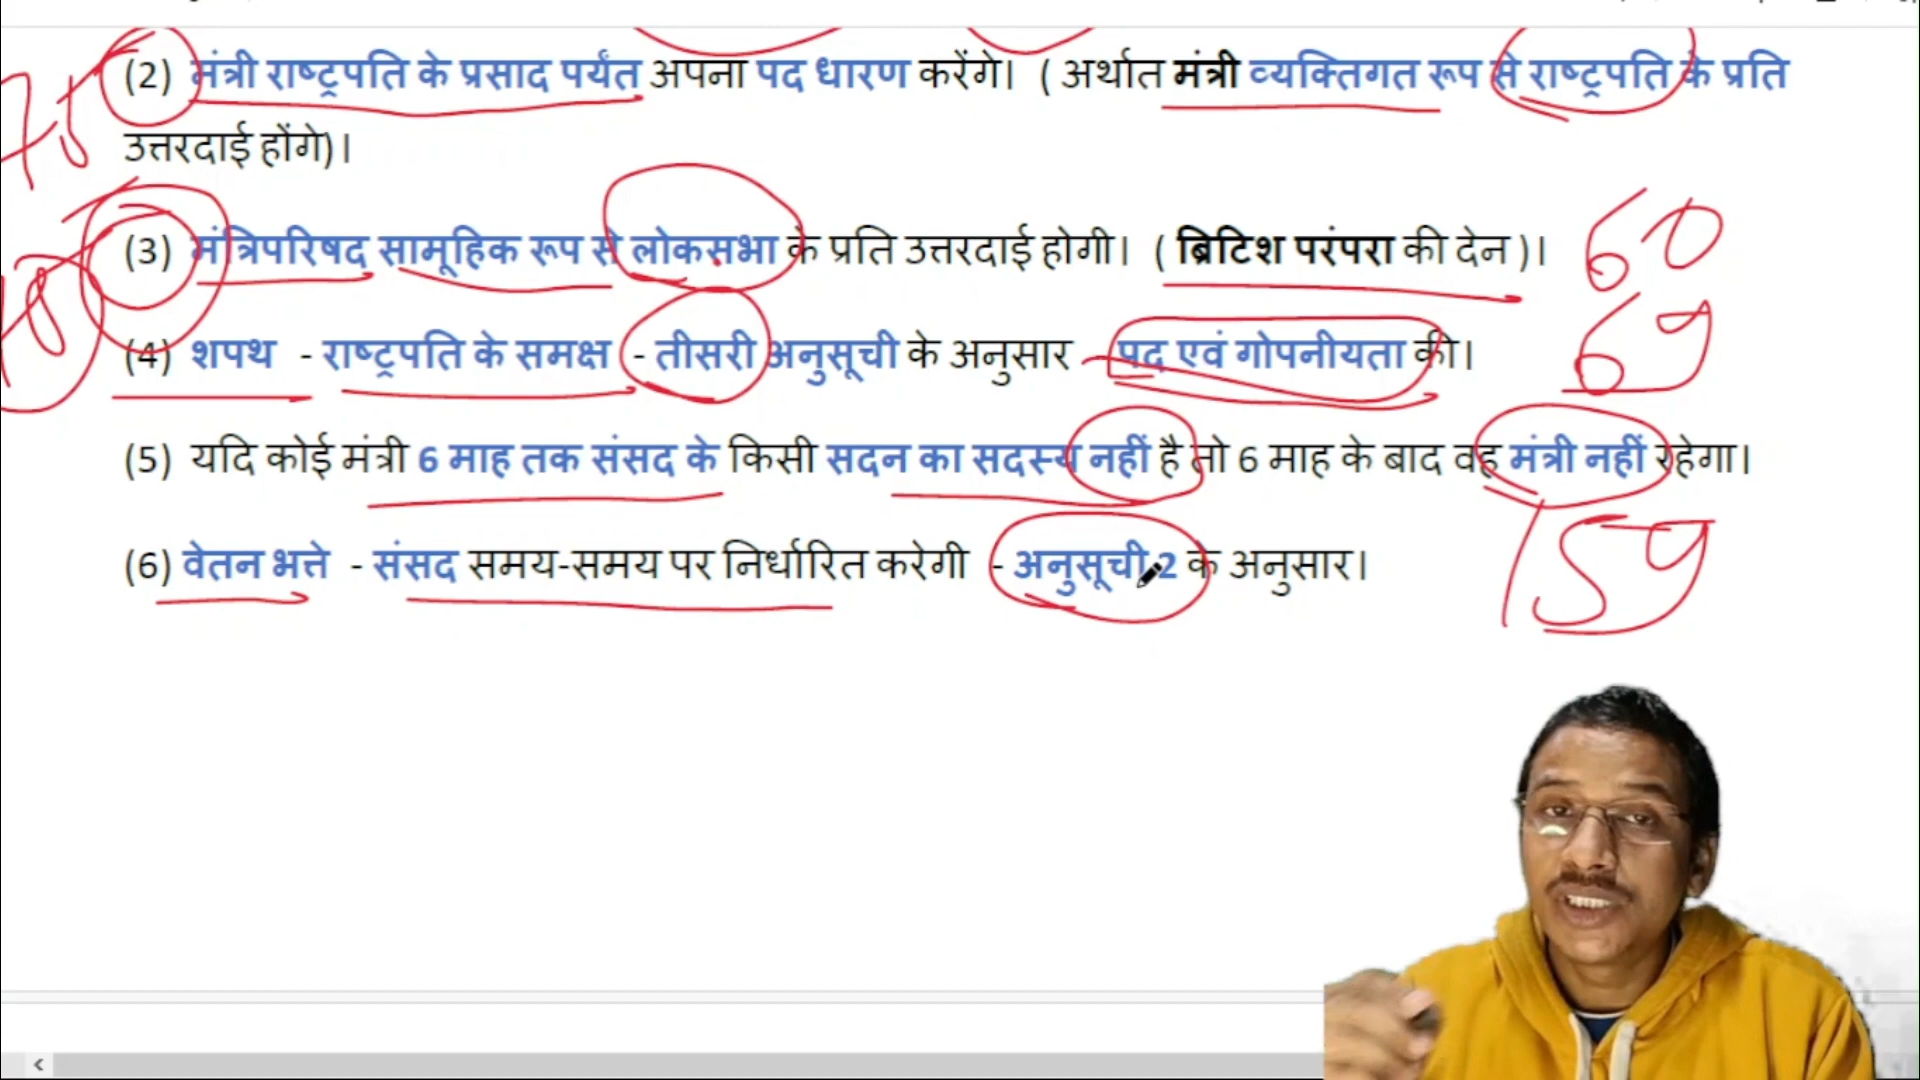 (2) मंत्री राष्ट्रपति के प्रसाद पर्यंत अपना पद धारण करेंगे। ( अर्थात मंत्री व्यक्तिगत रूप से राष्ट्रपति के प्रति
उत्तरदाई होंगे)।
(3) मंत्रिपरिषद सामूहिक रूप से लोकसभा के प्रति उत्तरदाई होगी। ( ब्रिटिश परंपरा की देन )।
60
(4) शपथ - राष्ट्रपति के समक्ष - तीसरी अनुसूची के अनुसार - पद एवं गोपनीयता की।
69
(5) यदि कोई मंत्री 6 माह तक संसद के किसी सदन का सदस्य नहीं है तो 6 माह के बाद वह मंत्री नहीं रहेगा।
(6) वेतन भत्ते - संसद समय-समय पर निर्धारित करेगी - अनुसूची 2 के अनुसार।
159